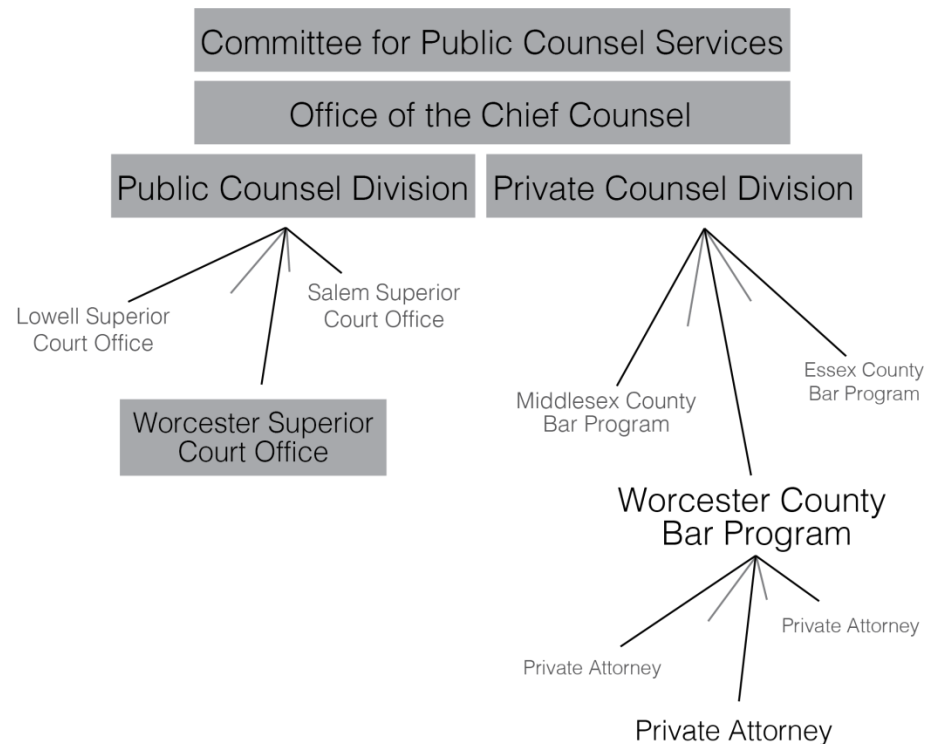 Committee for Public Counsel Services
Office of the Chief Counsel
Public Counsel Division
Private Counsel Division
Lowell Superior
Court Office
Salem Superior
Court Office
Worcester Superior
Court Office
Middlesex County
Bar Program
Essex County
Bar Program
Worcester County
Bar Program
Private Attorney
Private Attorney
Private Attorney